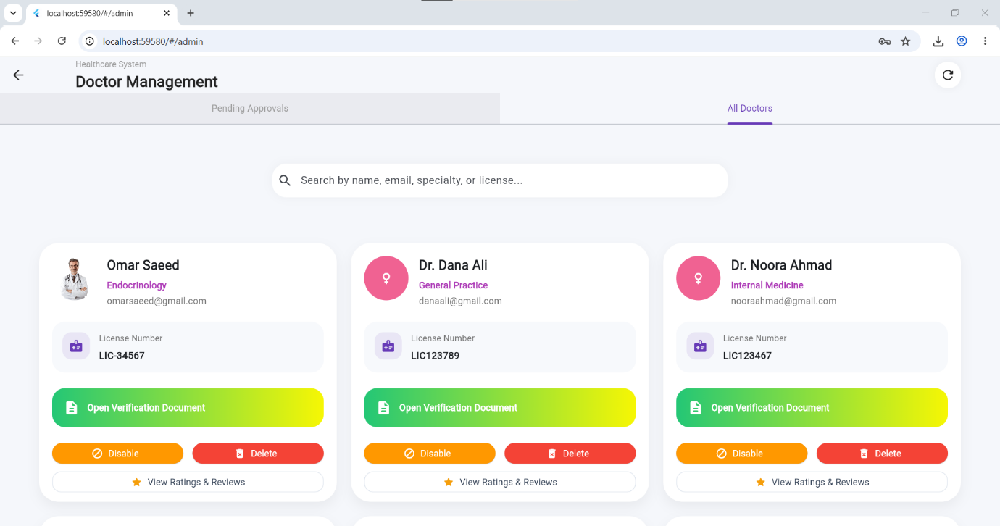 localhost:59580/#/admin
localhost:59580/#/admin
Healthcare System
Doctor Management
Pending Approvals
All Doctors
Search by name, email, specialty, or license...
Omar Saeed
Endocrinology
omarsaeed@gmail.com
License Number
LIC-34567
Open Verification Document
Disable
Delete
View Ratings & Reviews
Dr. Dana Ali
General Practice
danaali@gmail.com
License Number
LIC123789
Open Verification Document
Disable
Delete
View Ratings & Reviews
Dr. Noora Ahmad
Internal Medicine
nooraahmad@gmail.com
License Number
LIC123467
Open Verification Document
Disable
Delete
View Ratings & Reviews